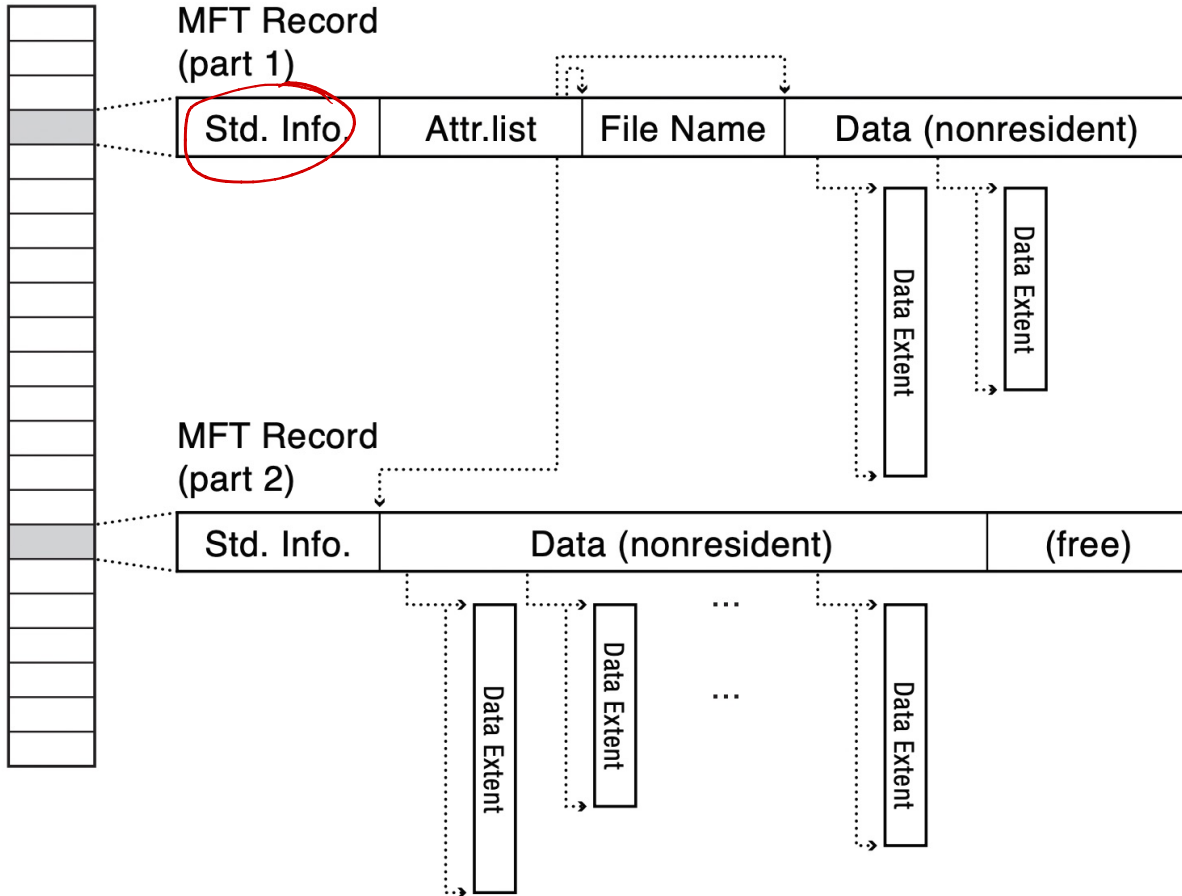 MFT Record
(part 1)
Std. Info.
Attr.list
File Name
Data (nonresident)
Data Extent
Data Extent
MFT Record
(part 2)
Std. Info.
Data (nonresident)
(free)
Data Extent
Data Extent
...
...
Data Extent